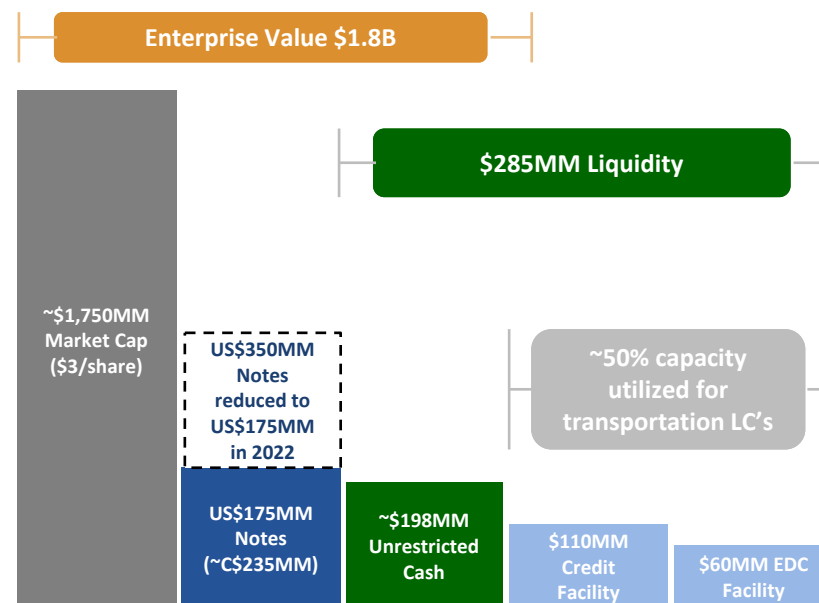 Enterprise Value $1.8B
$285MM Liquidity
~$1,750MM
Market Cap
($3/share)
US$350MM
Notes
reduced to
US$175MM
in 2022
~50% capacity
utilized for
transportation LC's
US$175MM
Notes
(~C$235MM)
~$198MM
Unrestricted
Cash
$110MM
Credit
Facility
$60MM EDC
Facility